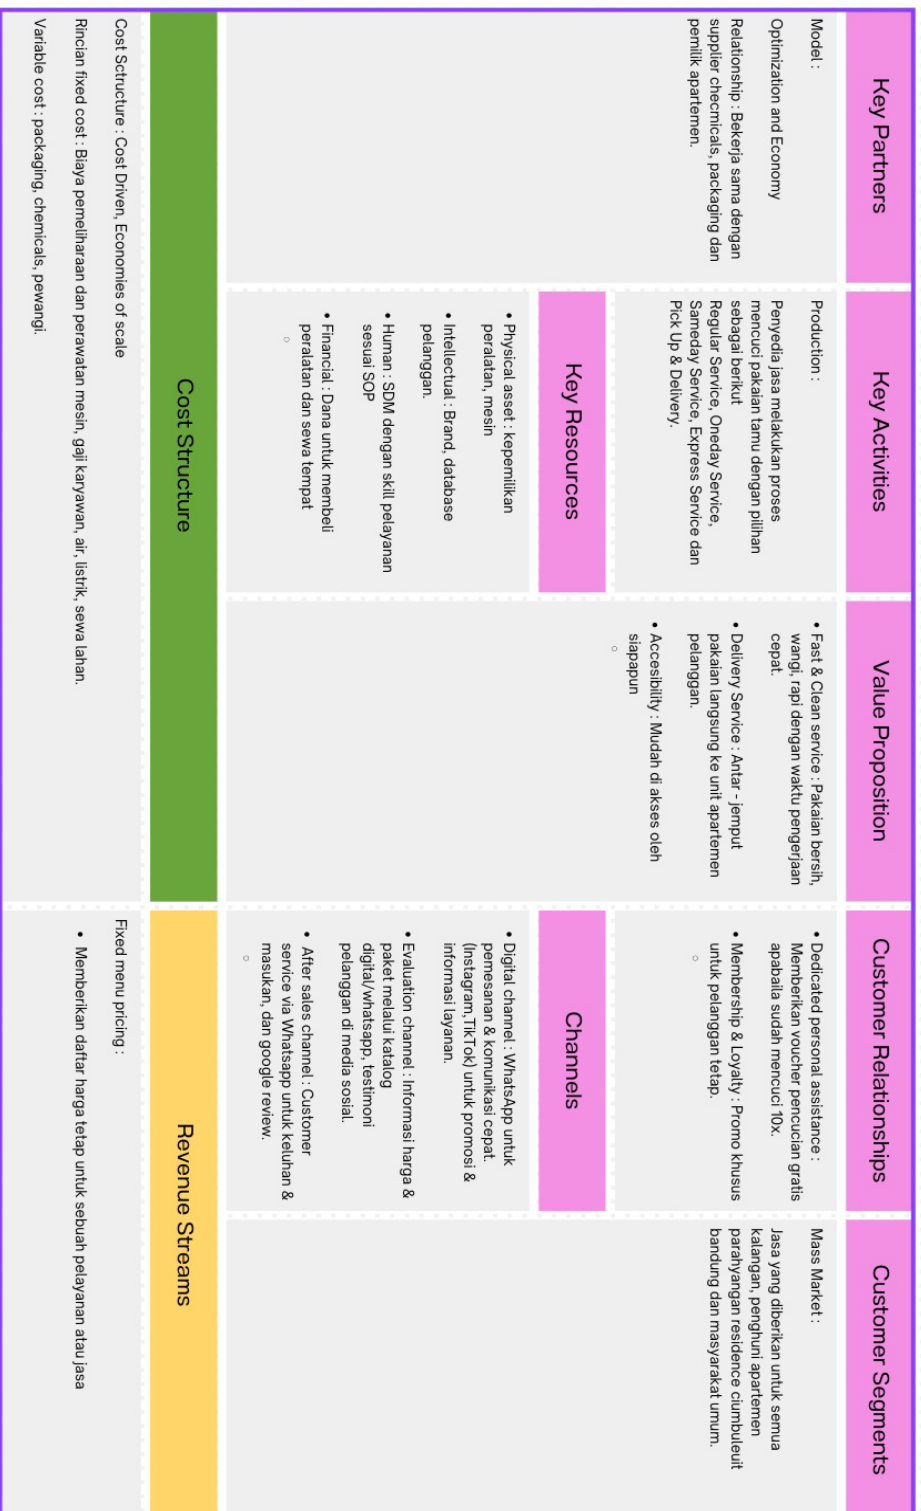 Key Partners
Model :
Optimization and Economy
Relationship : Bekerja sama dengan
supplier checmicals, packaging dan
pemilik apartemen.
Key Activities
Production :
Penyedia jasa melakukan proses
mencuci pakaian tamu dengan pilihan
sebagai berikut
Regular Service, Oneday Service,
Sameday Service, Express Service dan
Pick Up & Delivery.
Key Resources
• Physical asset : kepemilikan
peralatan, mesin
• Intellectual : Brand, database
pelanggan.
• Human : SDM dengan skill pelayanan
sesuai SOP
• Financial : Dana untuk membeli
peralatan dan sewa tempat
Value Proposition
• Fast & Clean service : Pakaian bersih,
wangi, rapi dengan waktu pengerjaan
cepat.
• Delivery Service : Antar - jemput
pakaian langsung ke unit apartemen
pelanggan.
• Accesibility : Mudah di akses oleh
siapapun
Customer Relationships
• Dedicated personal assistance :
Memberikan voucher pencucian gratis
apabaila sudah mencuci 10x.
• Membership & Loyalty : Promo khusus
untuk pelanggan tetap.
Channels
• Digital channel : WhatsApp untuk
pemesanan & komunikasi cepat.
(Instagram,TikTok) untuk promosi &
informasi layanan.
• Evaluation channel : Informasi harga &
paket melalui katalog
digital/whatsapp, testimoni
pelanggan di media sosial.
• After sales channel : Customer
service via Whatsapp untuk keluhan &
masukan, dan google review.
Customer Segments
Mass Market :
Jasa yang diberikan untuk semua
kalangan, penghuni apartemen
parahyangan residence ciumbuleuit
bandung dan masyarakat umum.
Cost Structure
Cost Sctructure : Cost Driven, Economies of scale
Rincian fixed cost : Biaya pemeliharaan dan perawatan mesin, gaji karyawan, air, listrik, sewa lahan.
Variable cost : packaging, chemicals, pewangi.
Revenue Streams
Fixed menu pricing :
• Memberikan daftar harga tetap untuk sebuah pelayanan atau jasa